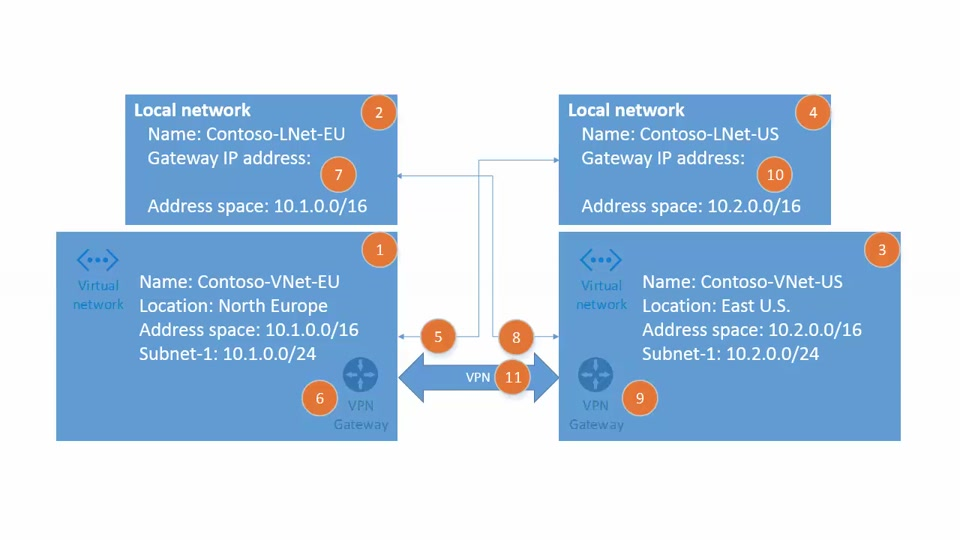 Local network
2
Name: Contoso-LNet-EU
Gateway IP address:
7
Address space: 10.1.0.0/16
Local network
4
Name: Contoso-LNet-US
Gateway IP address:
10
Address space: 10.2.0.0/16
1
Virtual
network
Name: Contoso-VNet-EU
Location: North Europe
Address space: 10.1.0.0/16
Subnet-1: 10.1.0.0/24
6
VPN
Gateway
5
8
VPN
11
3
Virtual
network
Name: Contoso-VNet-US
Location: East U.S.
Address space: 10.2.0.0/16
Subnet-1: 10.2.0.0/24
9
VPN
Gateway